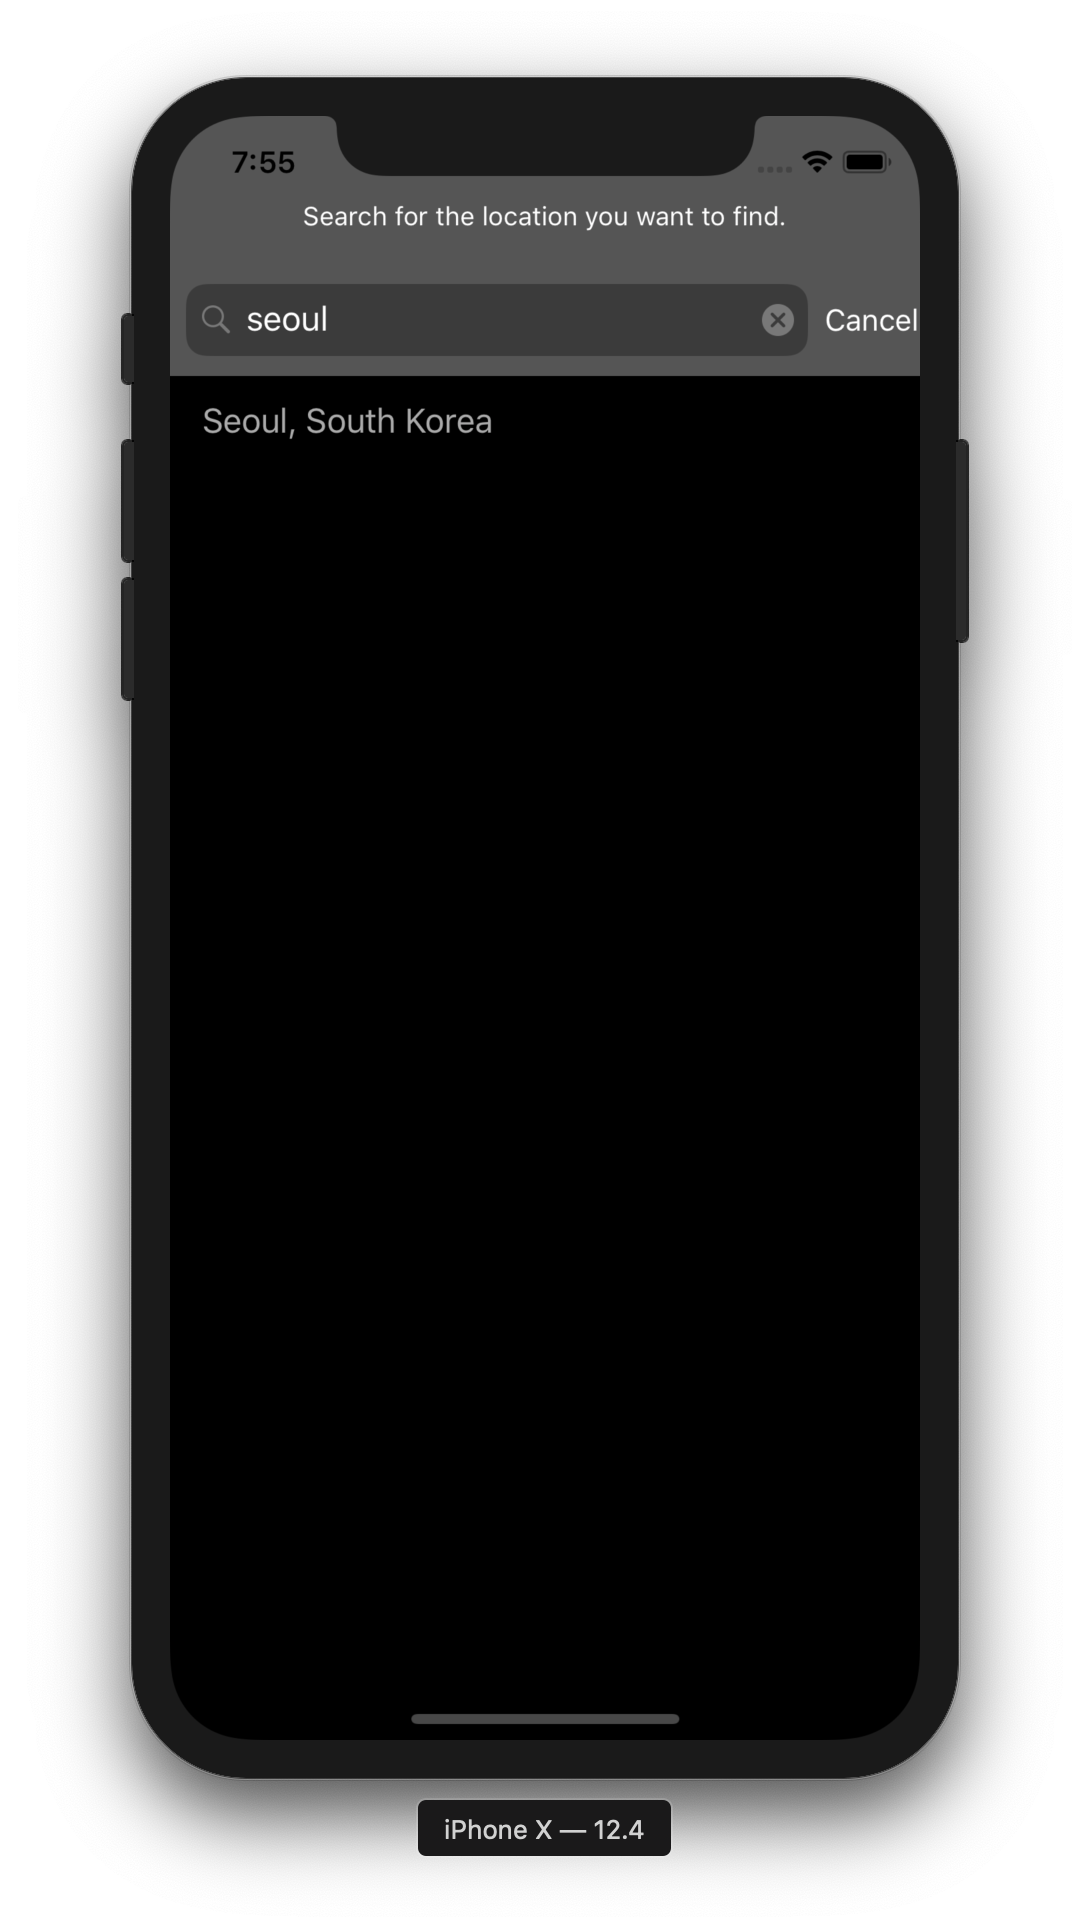 7:55
Search for the location you want to find.
seoul
Cancel
Seoul, South Korea
iPhone X — 12.4